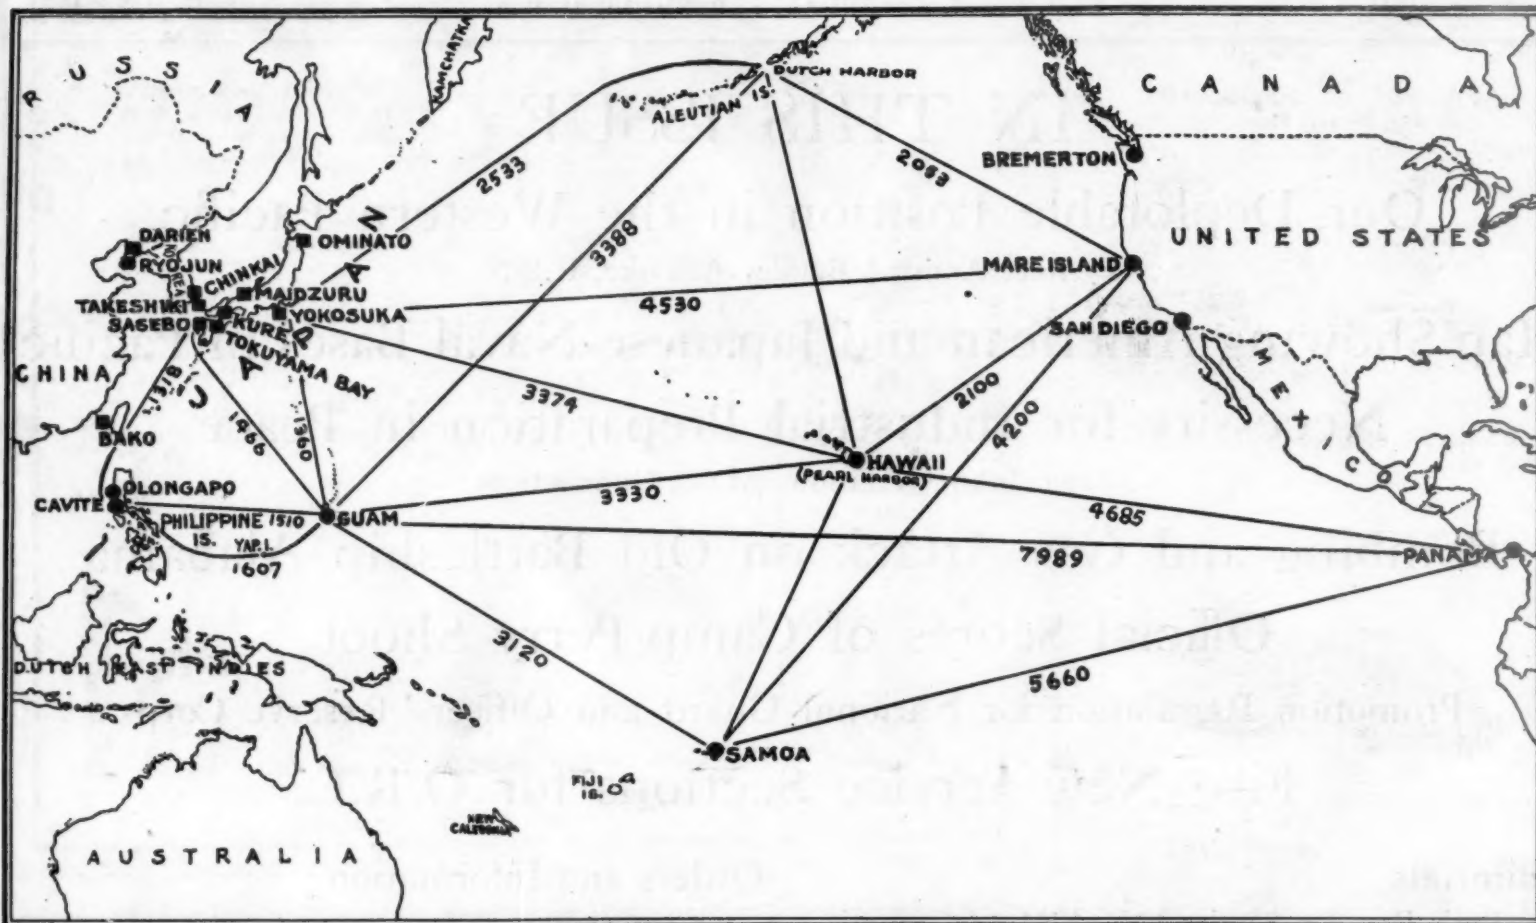 RUSSIA
KAMCHATKA
DUTCH HARBOR
ALEUTIAN IS.
CANADA
BREMERTON
2533
2063
3388
DARIEN
RYOJUN
OMINATO
CHINKAI
MAIDZURU
TAKESHIKI
YOKOSUKA
SASEBO
KURE
TOKUYAMA BAY
JAPAN
4530
MARE ISLAND
UNITED STATES
SAN DIEGO
MEXICO
CHINA
1318
1466
1360
3374
2100
4200
BAKO
HAWAII
(PEARL HARBOR)
OLONGAPO
CAVITE
PHILIPPINE
IS.
1510
YAP. I.
1607
GUAM
3330
4685
7989
PANAMA
3120
5660
DUTCH EAST INDIES
SAMOA
FIJI
IS.
NEW
CALEDONIA
AUSTRALIA